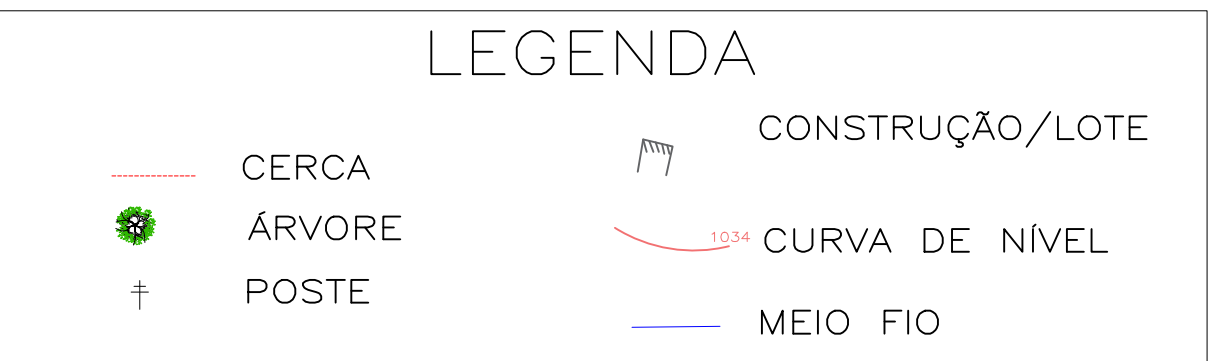 LEGENDA
CERCA
ÁRVORE
POSTE
CONSTRUÇÃO/LOTE
1034 CURVA DE NÍVEL
MEIO FIO